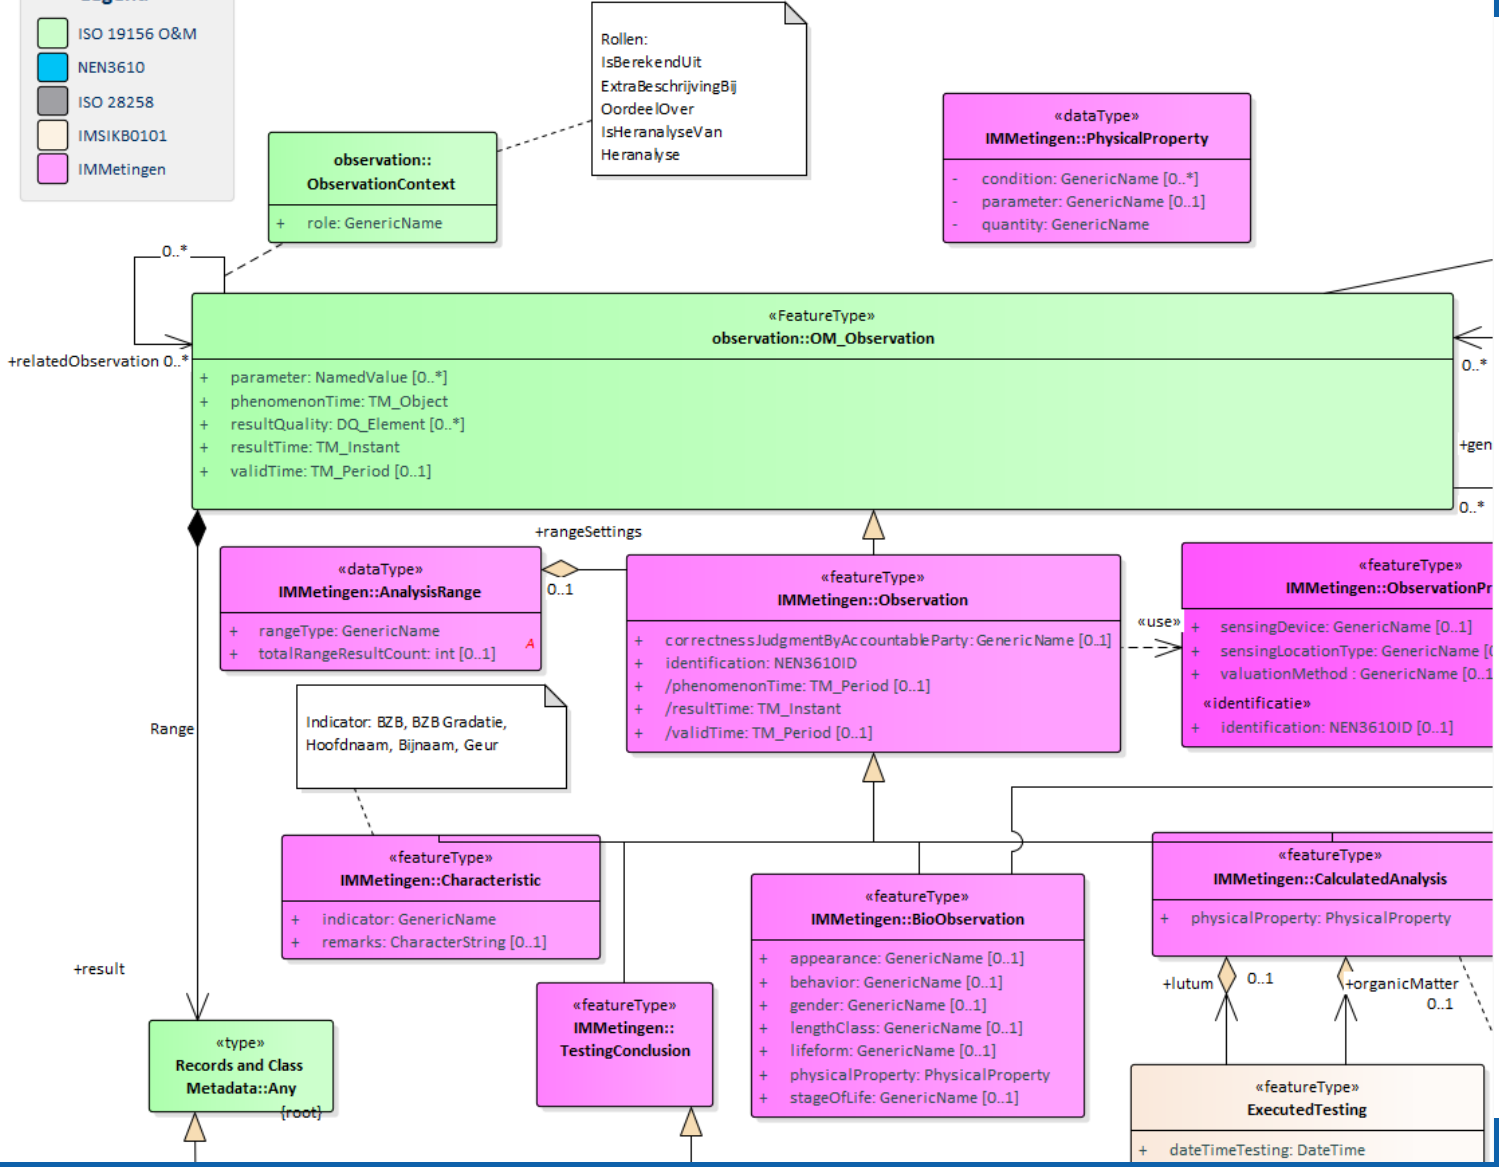 ISO 19156 O&M
NEN3610
ISO 28258
IMSIKB0101
IMMetingen
Rollen:
IsBerekendUit
ExtraBeschrijvingBij
OordeelOver
IsHeranalyseVan
Heranalyse
observation::
ObservationContext
+ role: GenericName
«dataType»
IMMetingen::PhysicalProperty
- condition: GenericName [0..*]
- parameter: GenericName [0..1]
- quantity: GenericName
0..*
+relatedObservation 0..*
«FeatureType»
observation::OM_Observation
+ parameter: NamedValue [0..*]
+ phenomenonTime: TM_Object
+ resultQuality: DQ_Element [0..*]
+ resultTime: TM_Instant
+ validTime: TM_Period [0..1]
0..*
+gen
0..*
+rangeSettings
0..1
«dataType»
IMMetingen::AnalysisRange
+ rangeType: GenericName
+ totalRangeResultCount: int [0..1]
A
«featureType»
IMMetingen::Observation
+ correctnessJudgmentByAccountableParty: GenericName [0..1]
+ identification: NEN3610ID
+ /phenomenonTime: TM_Period [0..1]
+ /resultTime: TM_Instant
+ /validTime: TM_Period [0..1]
«use»
«featureType»
IMMetingen::ObservationPr
+ sensingDevice: GenericName [0..1]
+ sensingLocationType: GenericName [0
+ valuationMethod : GenericName [0..1
«identificatie»
+ identification: NEN3610ID [0..1]
Indicator: BZB, BZB Gradatie,
Hoofdnaam, Bijnaam, Geur
Range
+result
«featureType»
IMMetingen::Characteristic
+ indicator: GenericName
+ remarks: CharacterString [0..1]
«featureType»
IMMetingen::
TestingConclusion
«featureType»
IMMetingen::BioObservation
+ appearance: GenericName [0..1]
+ behavior: GenericName [0..1]
+ gender: GenericName [0..1]
+ lengthClass: GenericName [0..1]
+ lifeform: GenericName [0..1]
+ physicalProperty: PhysicalProperty
+ stageOfLife: GenericName [0..1]
«featureType»
IMMetingen::CalculatedAnalysis
+ physicalProperty: PhysicalProperty
+lutum 0..1
+organicMatter
0..1
«type»
Records and Class
Metadata::Any
{root}
«featureType»
ExecutedTesting
+ dateTimeTesting: DateTime